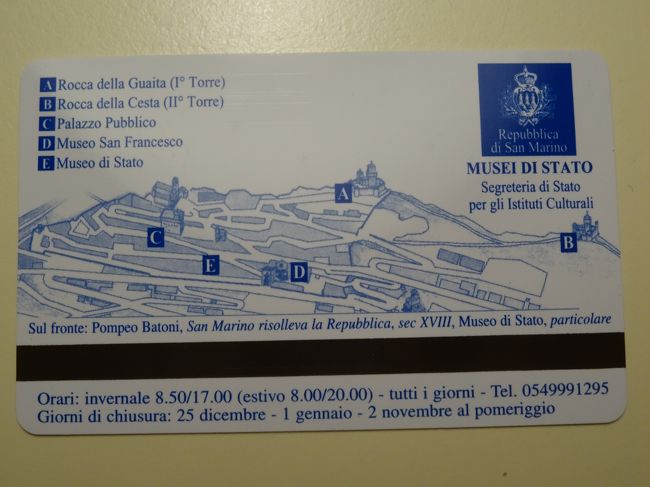 A Rocca della Guaita (I° Torre)
B Rocca della Cesta (II° Torre)
C Palazzo Pubblico
D Museo San Francesco
E Museo di Stato
Repubblica
di San Marino
MUSEI DI STATO
Segreteria di Stato
per gli Istituti Culturali
A
B
C
E
D
Sul fronte: Pompeo Batoni, San Marino risolleva la Repubblica, sec XVIII, Museo di Stato, particolare
Orari: invernale 8.50/17.00 (estivo 8.00/20.00) - tutti i giorni - Tel. 0549991295
Giorni di chiusura: 25 dicembre - 1 gennaio - 2 novembre al pomeriggio